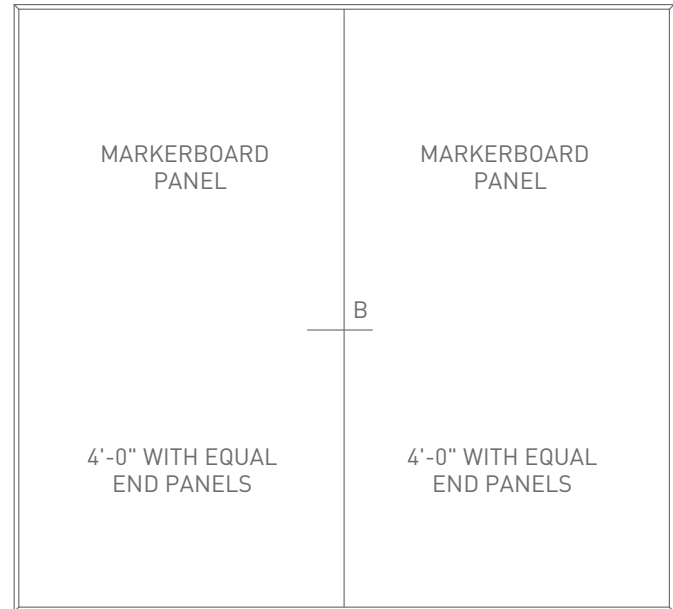 MARKERBOARD
PANEL
MARKERBOARD
PANEL
B
4'-0" WITH EQUAL
END PANELS
4'-0" WITH EQUAL
END PANELS